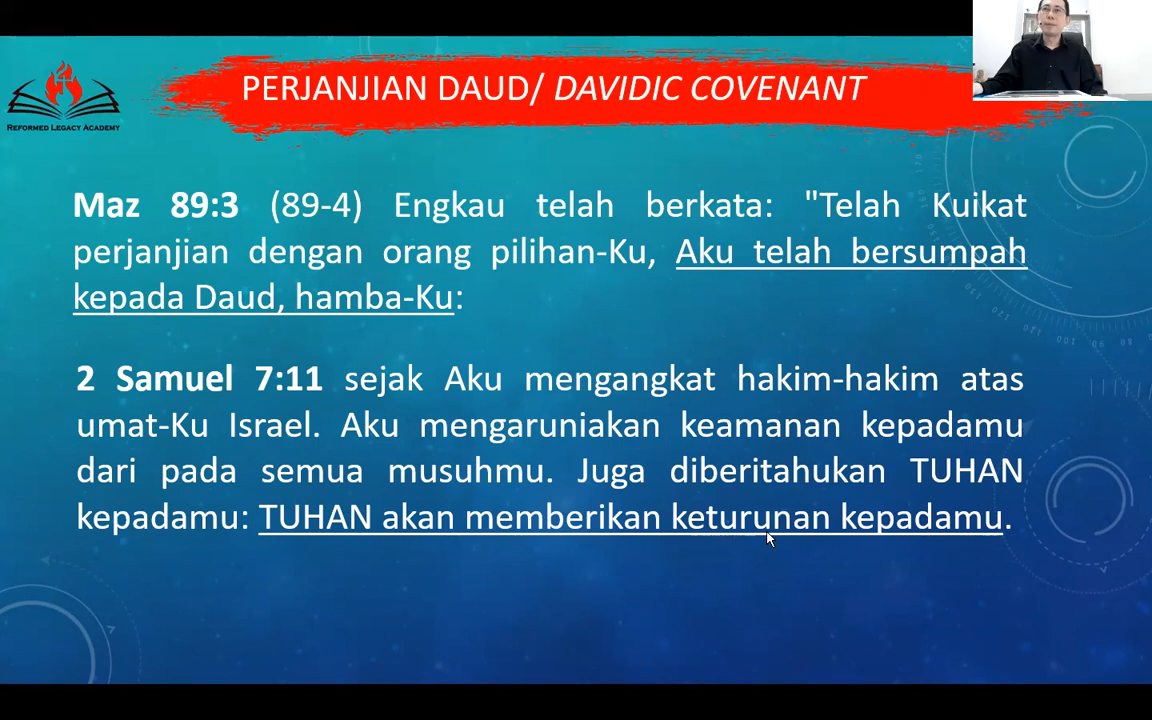 PERJANJIAN DAUD/ DAVIDIC COVENANT
REFORMED LEGACY ACADEMY
Maz 89:3 (89-4) Engkau telah berkata: "Telah Kuikat
perjanjian dengan orang pilihan-Ku, Aku telah bersumpah
kepada Daud, hamba-Ku:
2 Samuel 7:11 sejak Aku mengangkat hakim-hakim atas
umat-Ku Israel. Aku mengaruniakan keamanan kepadamu
dari pada semua musuhmu. Juga diberitahukan TUHAN
kepadamu: TUHAN akan memberikan keturunan kepadamu.